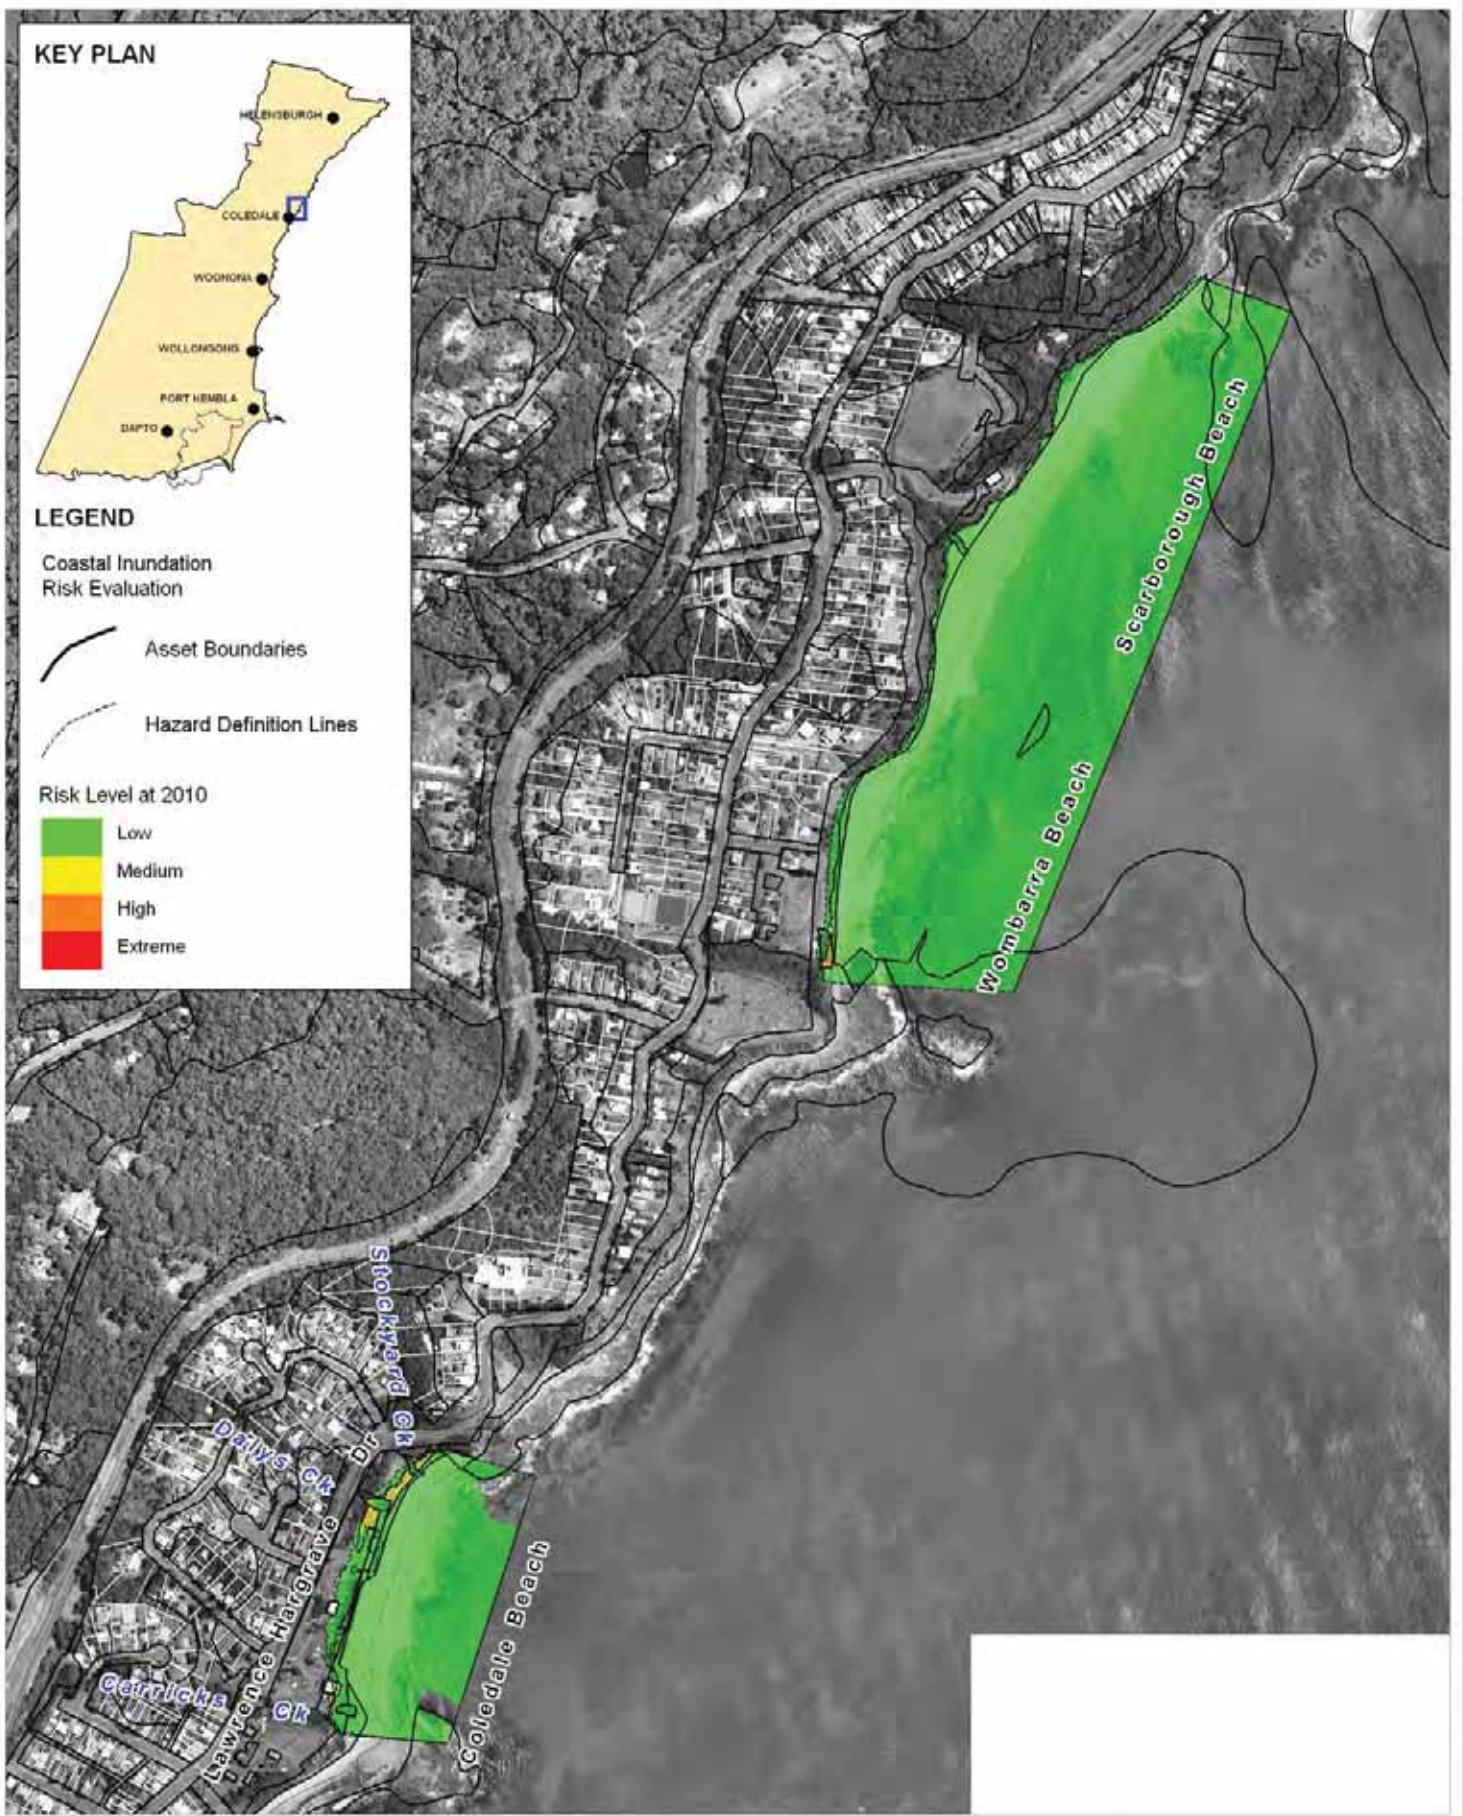 KEY PLAN
HELENSBURGH
COLEDALE
WOONONA
WOLLONGONG
PORT KEMBLA
DAPTO
LEGEND
Coastal Inundation
Risk Evaluation
Asset Boundaries
Hazard Definition Lines
Risk Level at 2010
Low
Medium
High
Extreme
Scarborough Beach
Wombarra Beach
Stockyard Ck
Dailys Ck
Lawrence Hargrave Dr
Carricks Ck
Coledale Beach